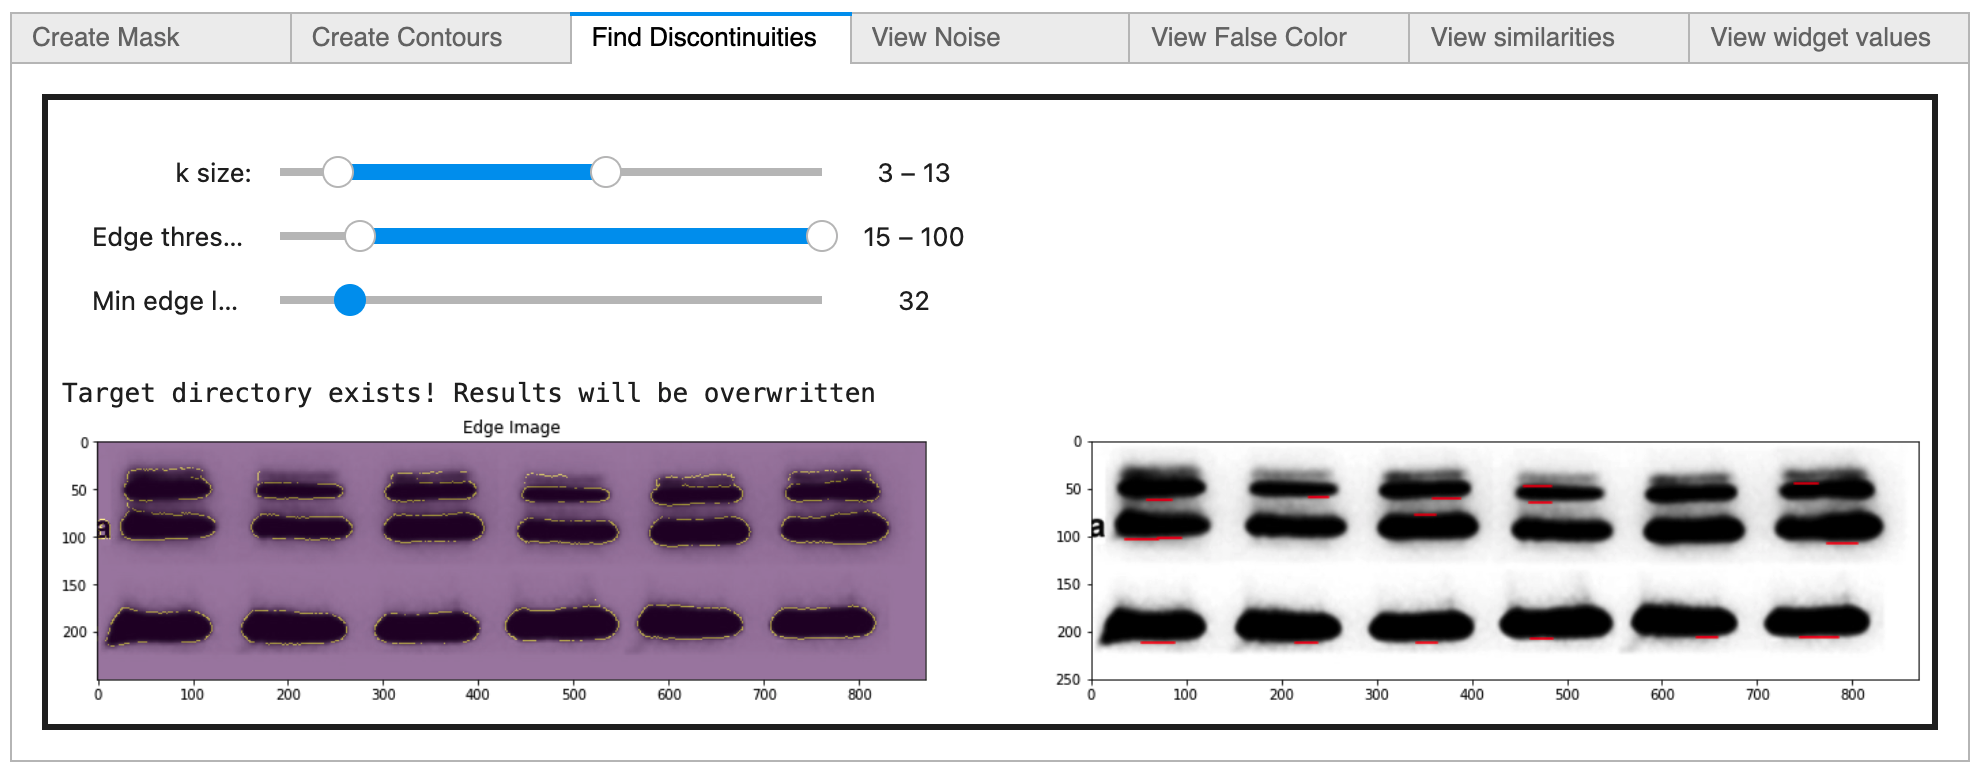 Create Mask Create Contours Find Discontinuities View Noise View False Color View similarities View widget values
k size: 3 – 13
Edge thres... 15 – 100
Min edge l... 32
Target directory exists! Results will be overwritten
Edge Image
0
50
100
150
200
0 100 200 300 400 500 600 700 800
a
0
50
100
150
200
250
0 100 200 300 400 500 600 700 800
a